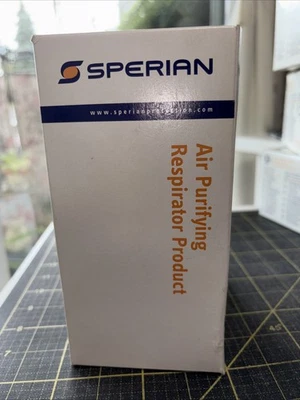 SPERIAN
www.sperianprotection.com
Air Purifying
Respirator Product